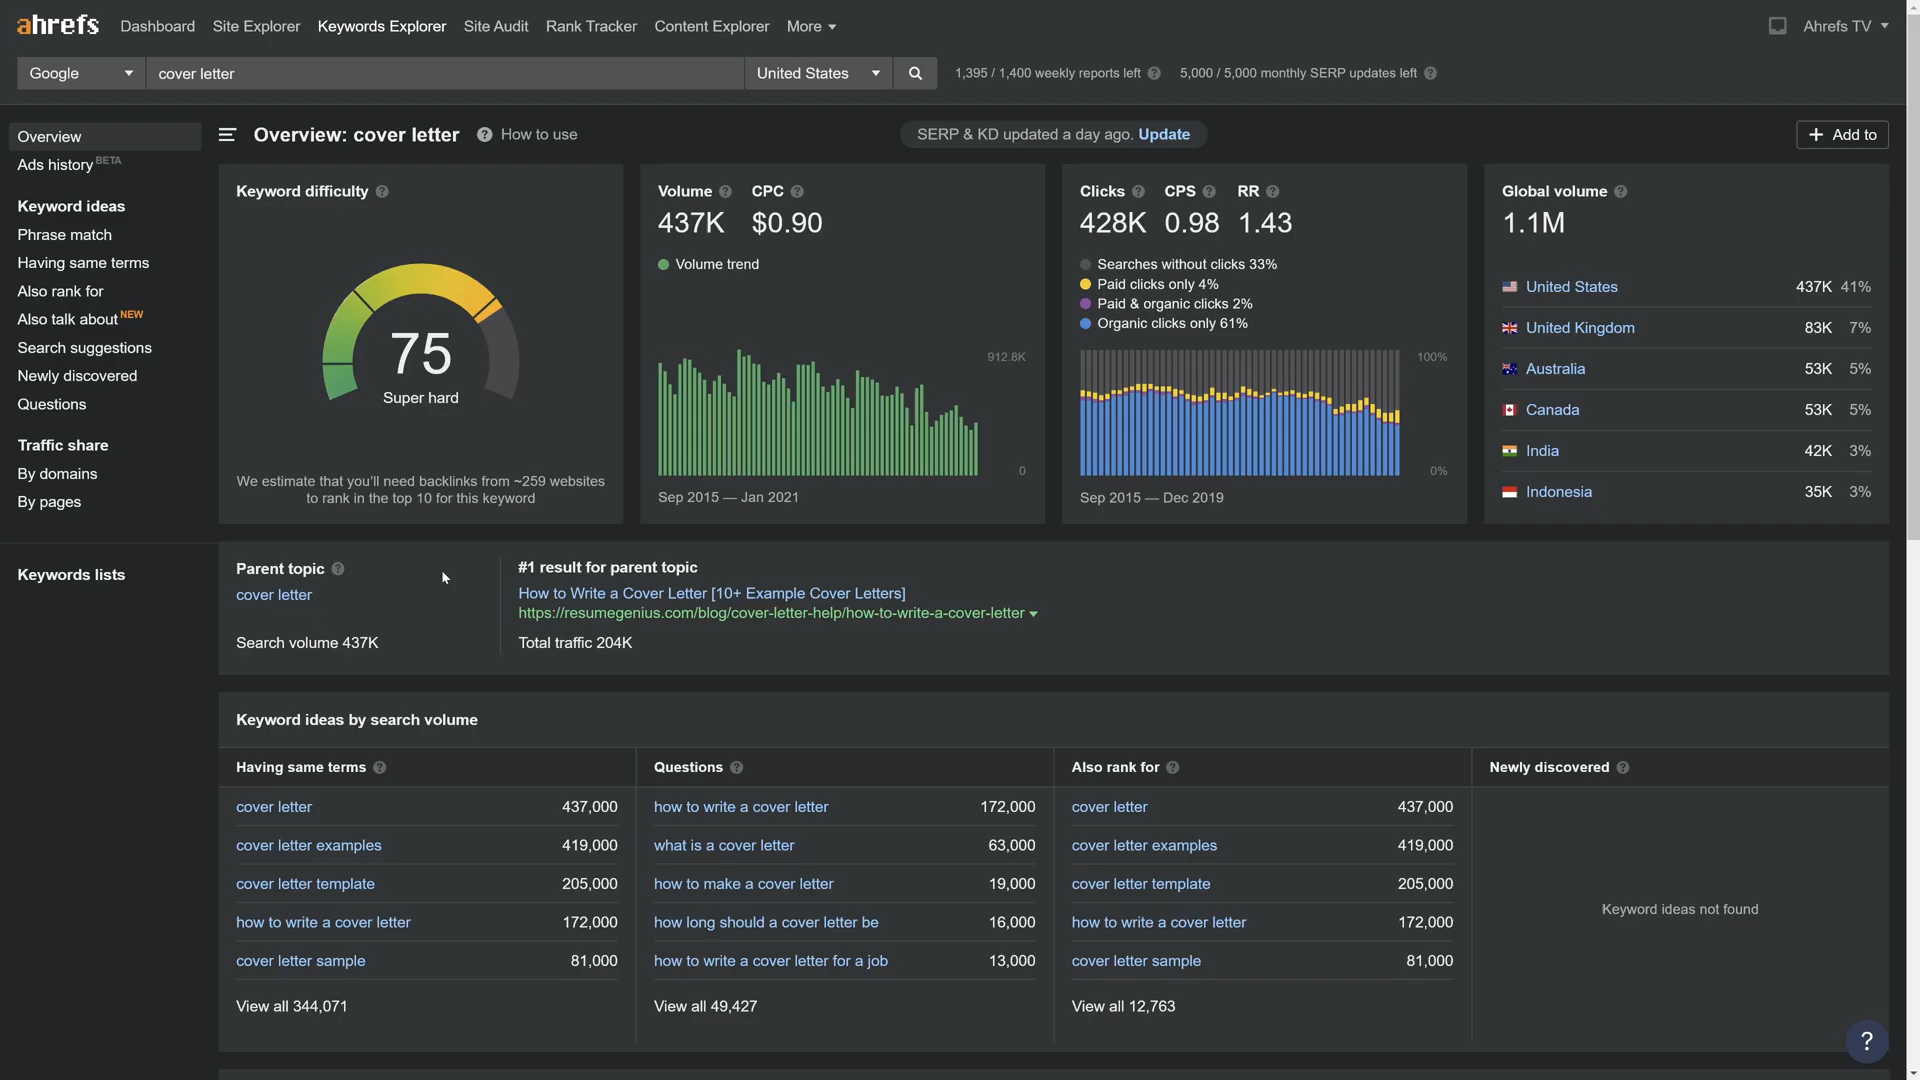 ahrefs Dashboard Site Explorer Keywords Explorer Site Audit Rank Tracker Content Explorer More Ahrefs TV
Google cover letter United States 1,395 / 1,400 weekly reports left ? 5,000 / 5,000 monthly SERP updates left ?
Overview
Ads history BETA
Keyword ideas
Phrase match
Having same terms
Also rank for
Also talk about NEW
Search suggestions
Newly discovered
Questions
Traffic share
By domains
By pages
Keywords lists
Overview: cover letter ? How to use
SERP & KD updated a day ago. Update
+ Add to
Keyword difficulty ?
75
Super hard
We estimate that you'll need backlinks from ~259 websites
to rank in the top 10 for this keyword
Volume ? CPC ?
437K $0.90
Volume trend
912.8K
0
Sep 2015 — Jan 2021
Clicks ? CPS ? RR ?
428K 0.98 1.43
Searches without clicks 33%
Paid clicks only 4%
Paid & organic clicks 2%
Organic clicks only 61%
100%
0%
Sep 2015 — Dec 2019
Global volume ?
1.1M
United States 437K 41%
United Kingdom 83K 7%
Australia 53K 5%
Canada 53K 5%
India 42K 3%
Indonesia 35K 3%
Parent topic ?
cover letter
Search volume 437K
#1 result for parent topic
How to Write a Cover Letter [10+ Example Cover Letters]
https://resumegenius.com/blog/cover-letter-help/how-to-write-a-cover-letter
Total traffic 204K
Keyword ideas by search volume
Having same terms ?
cover letter 437,000
cover letter examples 419,000
cover letter template 205,000
how to write a cover letter 172,000
cover letter sample 81,000
View all 344,071
Questions ?
how to write a cover letter 172,000
what is a cover letter 63,000
how to make a cover letter 19,000
how long should a cover letter be 16,000
how to write a cover letter for a job 13,000
View all 49,427
Also rank for ?
cover letter 437,000
cover letter examples 419,000
cover letter template 205,000
how to write a cover letter 172,000
cover letter sample 81,000
View all 12,763
Newly discovered ?
Keyword ideas not found
?